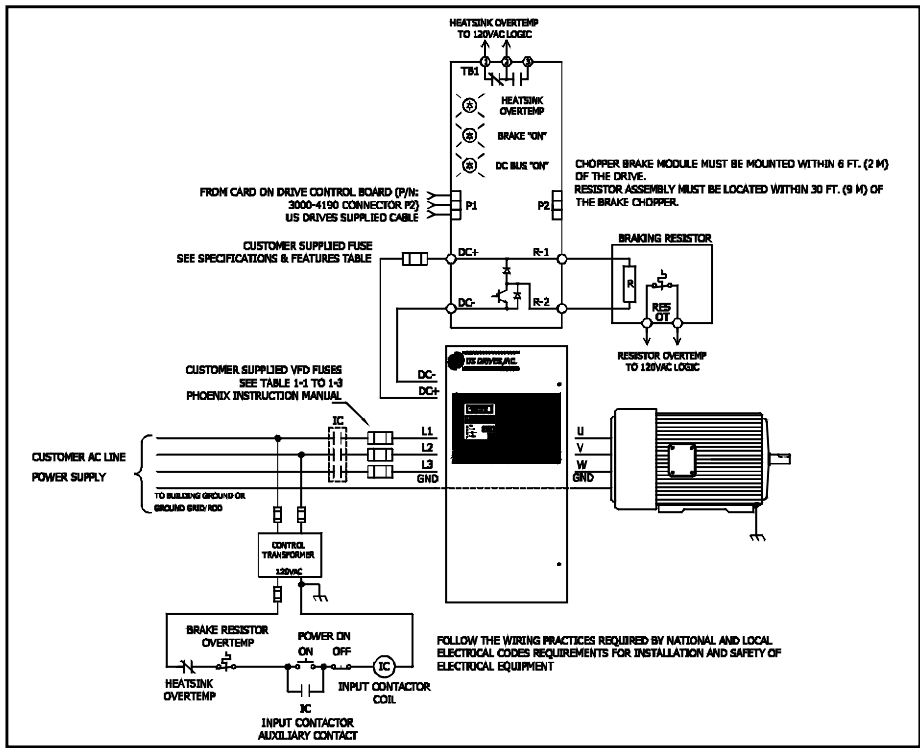 HEATSINK OVERTEMP
TO 120VAC LOGIC
1 2 3
TB1
HEATSINK
OVERTEMP
BRAKE "ON"
DC BUS "ON"
CHOPPER BRAKE MODULE MUST BE MOUNTED WITHIN 6 FT. (2 M)
OF THE DRIVE.
RESISTOR ASSEMBLY MUST BE LOCATED WITHIN 30 FT. (9 M) OF
THE BRAKE CHOPPER.
FROM CARD ON DRIVE CONTROL BOARD (P/N:
3000-4190 CONNECTOR P2)
US DRIVES SUPPLIED CABLE
P1
P2
CUSTOMER SUPPLIED FUSE
SEE SPECIFICATIONS & FEATURES TABLE
DC+
R-1
DC-
R-2
BRAKING RESISTOR
R
RES
OT
RESISTOR OVERTEMP
TO 120VAC LOGIC
US DRIVES, INC.
CUSTOMER SUPPLIED VFD FUSES
SEE TABLE 1-1 TO 1-3
PHOENIX INSTRUCTION MANUAL
DC-
DC+
IC
L1
L2
L3
GND
U
V
W
GND
CUSTOMER AC LINE
POWER SUPPLY
TO BUILDING GROUND OR
GROUND GRID/ROD
CONTROL
TRANSFORMER
120VAC
BRAKE RESISTOR
OVERTEMP
POWER ON
ON OFF
IC
HEATSINK
OVERTEMP
INPUT CONTACTOR
COIL
IC
INPUT CONTACTOR
AUXILIARY CONTACT
FOLLOW THE WIRING PRACTICES REQUIRED BY NATIONAL AND LOCAL
ELECTRICAL CODES REQUIREMENTS FOR INSTALLATION AND SAFETY OF
ELECTRICAL EQUIPMENT